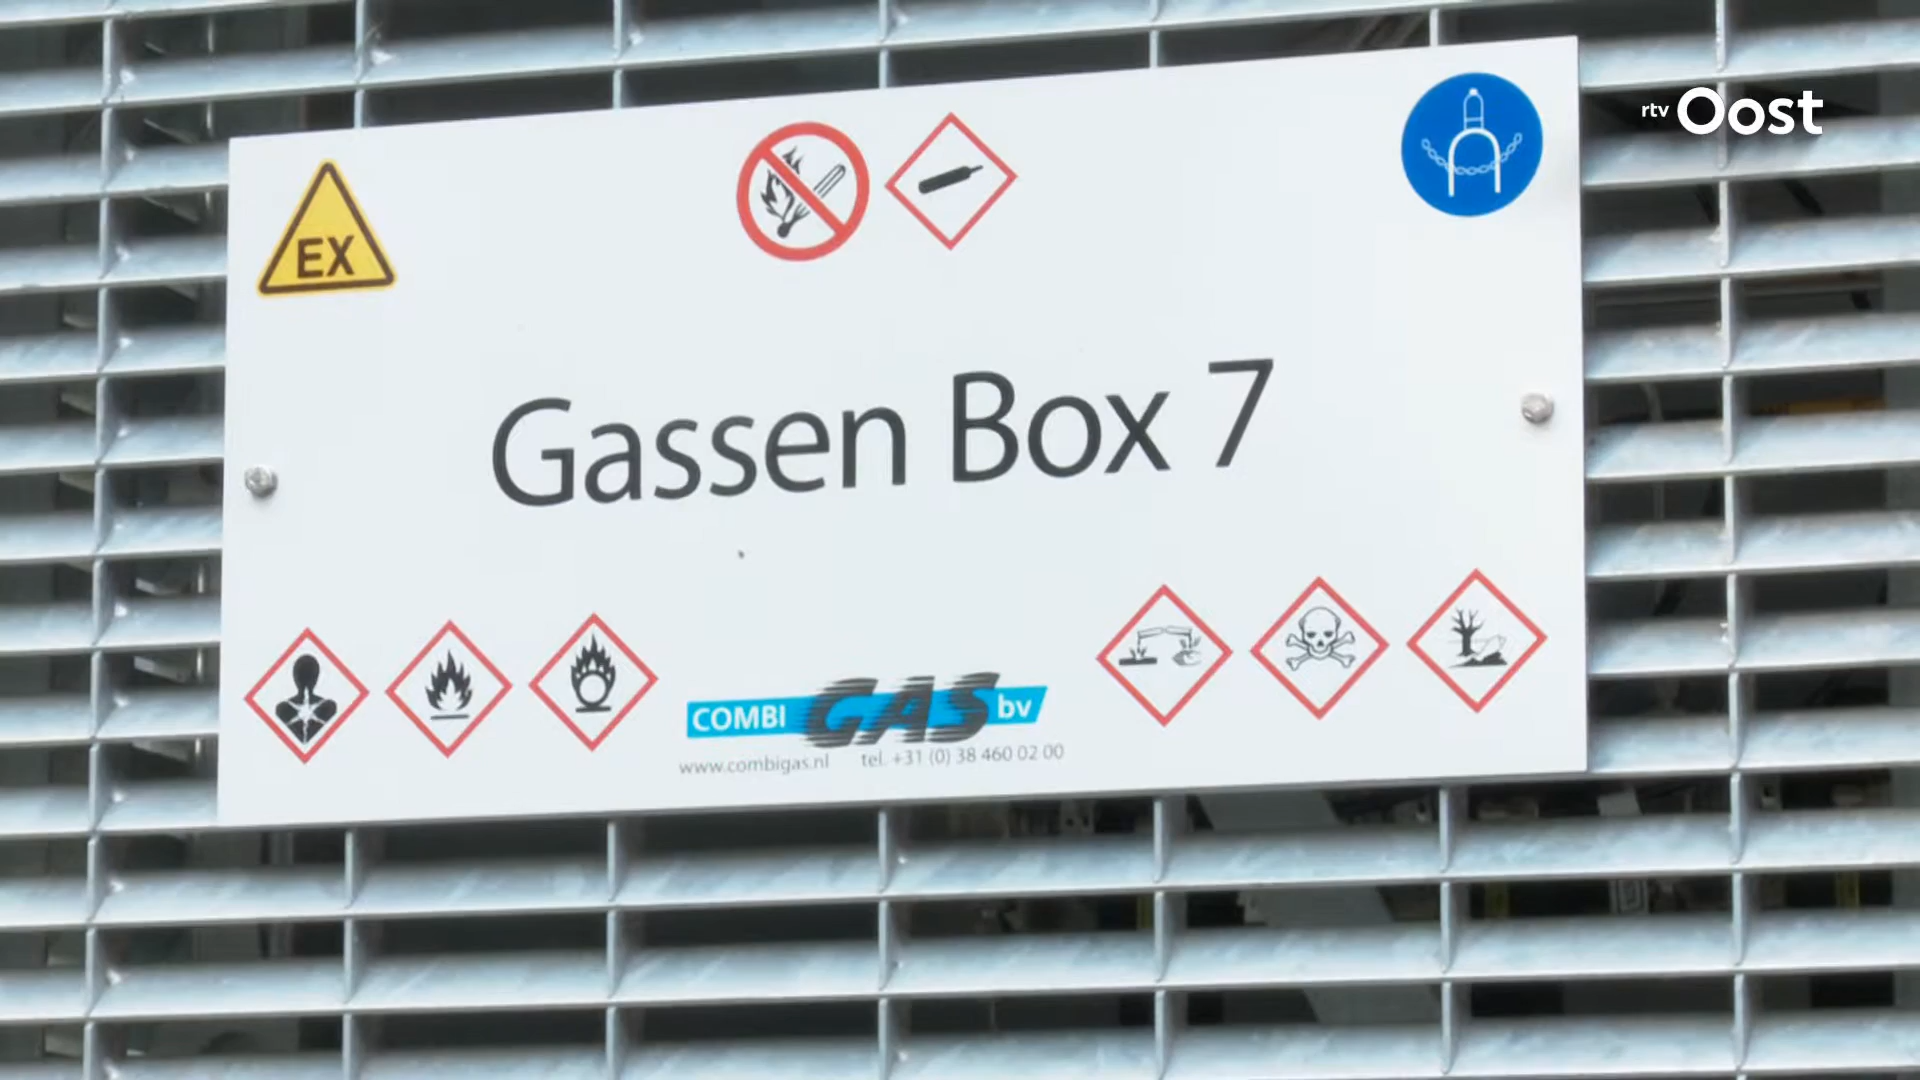 rtv Oost
EX
Gassen Box 7
COMBI GAS bv
www.combigas.nl tel. +31 (0) 38 460 02 00